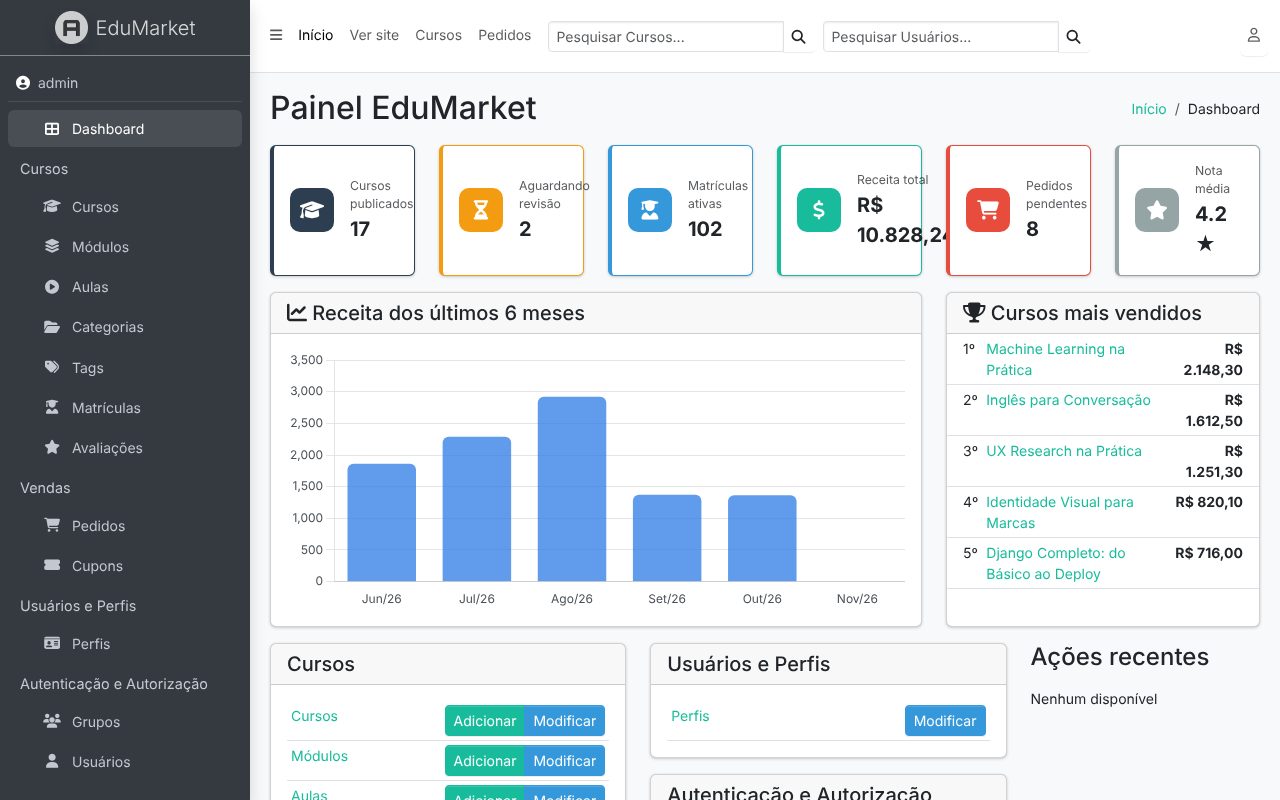 EduMarket
admin
Dashboard
Cursos
Cursos
Módulos
Aulas
Categorias
Tags
Matrículas
Avaliações
Vendas
Pedidos
Cupons
Usuários e Perfis
Perfis
Autenticação e Autorização
Grupos
Usuários
Início Ver site Cursos Pedidos Pesquisar Cursos... Pesquisar Usuários...
Painel EduMarket
Início / Dashboard
Cursos
publicados
17
Aguardando
revisão
2
Matrículas
ativas
102
Receita total
R$
10.828,24
Pedidos
pendentes
8
Nota
média
4.2
★
Receita dos últimos 6 meses
3,500
3,000
2,500
2,000
1,500
1,000
500
0
Jun/26 Jul/26 Ago/26 Set/26 Out/26 Nov/26
Cursos mais vendidos
1º Machine Learning na R$
Prática 2.148,30
2º Inglês para Conversação R$
1.612,50
3º UX Research na Prática R$
1.251,30
4º Identidade Visual para R$ 820,10
Marcas
5º Django Completo: do R$ 716,00
Básico ao Deploy
Cursos
Cursos Adicionar Modificar
Módulos Adicionar Modificar
Aulas Adicionar Modificar
Usuários e Perfis
Perfis Modificar
Autenticação e Autorização
Ações recentes
Nenhum disponível